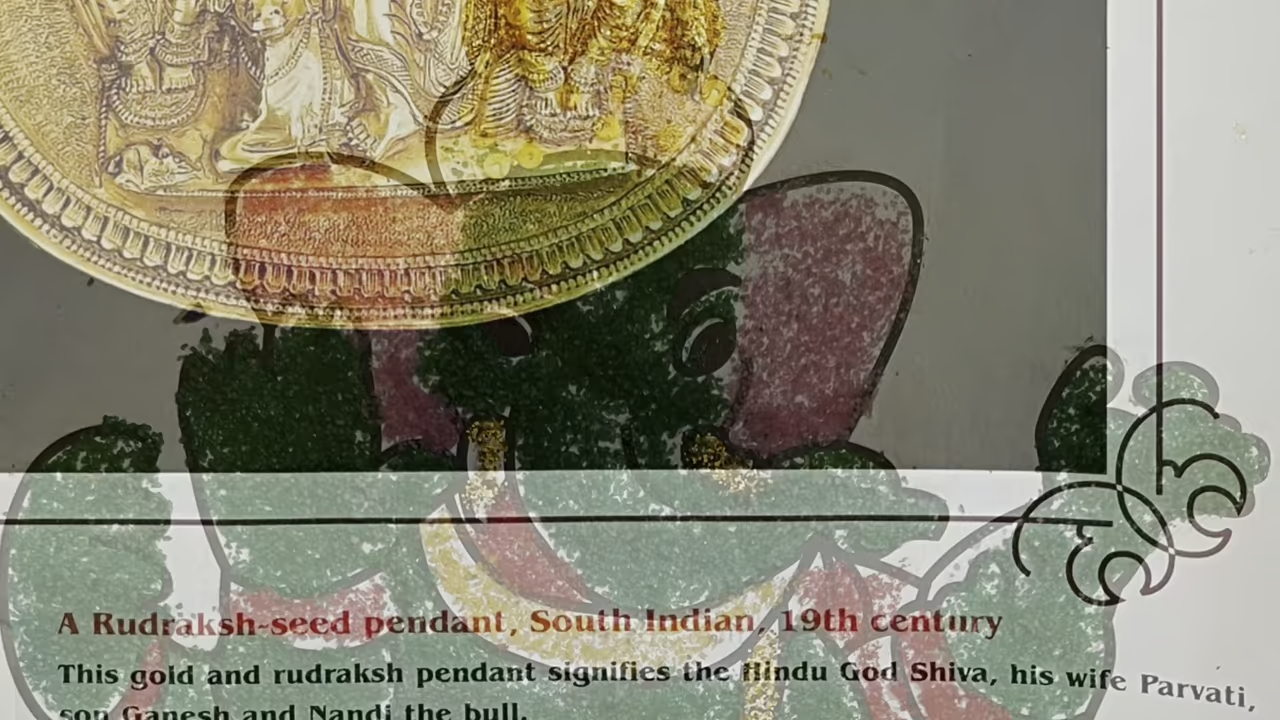 A Rudraksh-seed pendant, South Indian, 19th century
This gold and rudraksh pendant signifies the Hindu God Shiva, his wife Parvati,
son Ganesh and Nandi the bull.